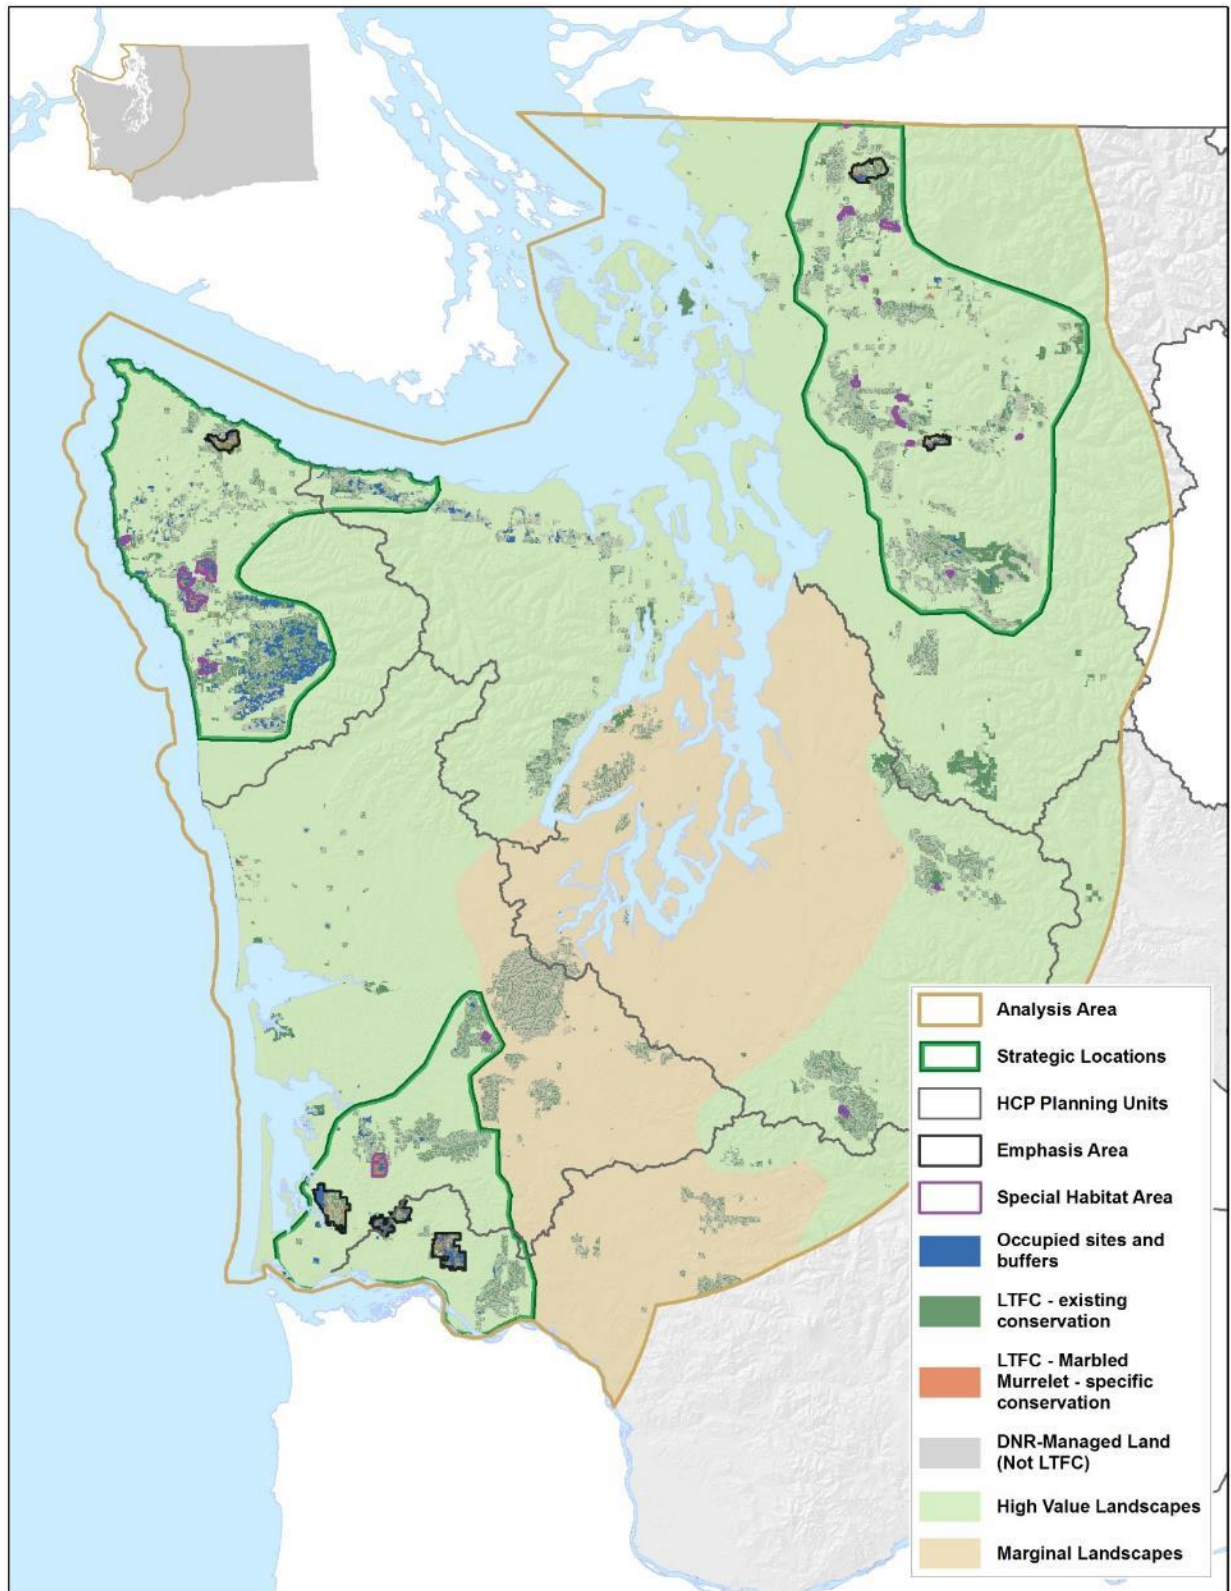 Analysis Area
Strategic Locations
HCP Planning Units
Emphasis Area
Special Habitat Area
Occupied sites and
buffers
LTFC - existing
conservation
LTFC - Marbled
Murrelet - specific
conservation
DNR-Managed Land
(Not LTFC)
High Value Landscapes
Marginal Landscapes